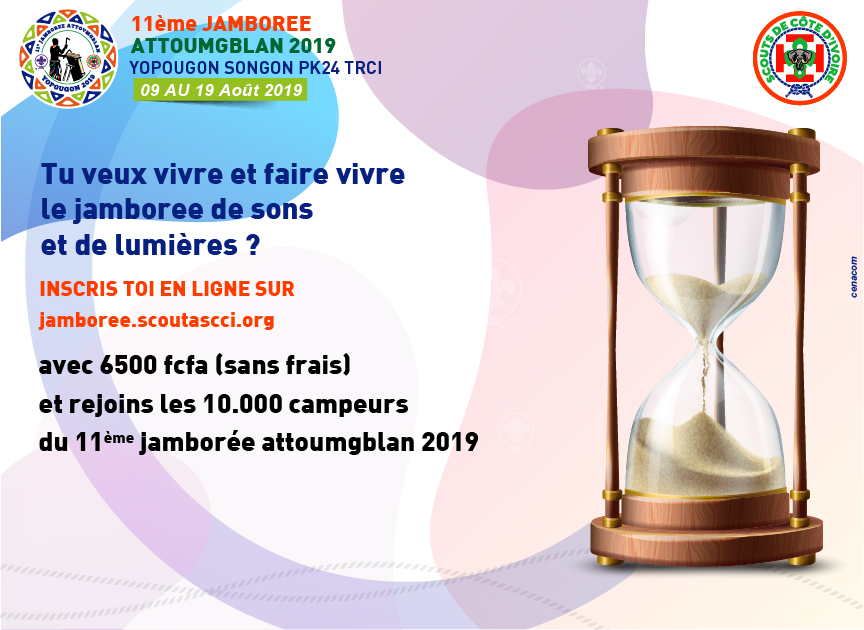 11ème JAMBOREE
ATTOUMGBLAN 2019
YOPOUGON SONGON PK24 TRCI
09 AU 19 Août 2019
11è JAMBOREE ATTOUMGBLAN
YOPOUGON 2019
SCOUTS DE CÔTE D'IVOIRE
Tu veux vivre et faire vivre
le jamboree de sons
et de lumières ?
INSCRIS TOI EN LIGNE SUR
jamboree.scoutascci.org
avec 6500 fcfa (sans frais)
et rejoins les 10.000 campeurs
du 11ème jamborée attoumgblan 2019
cenacom